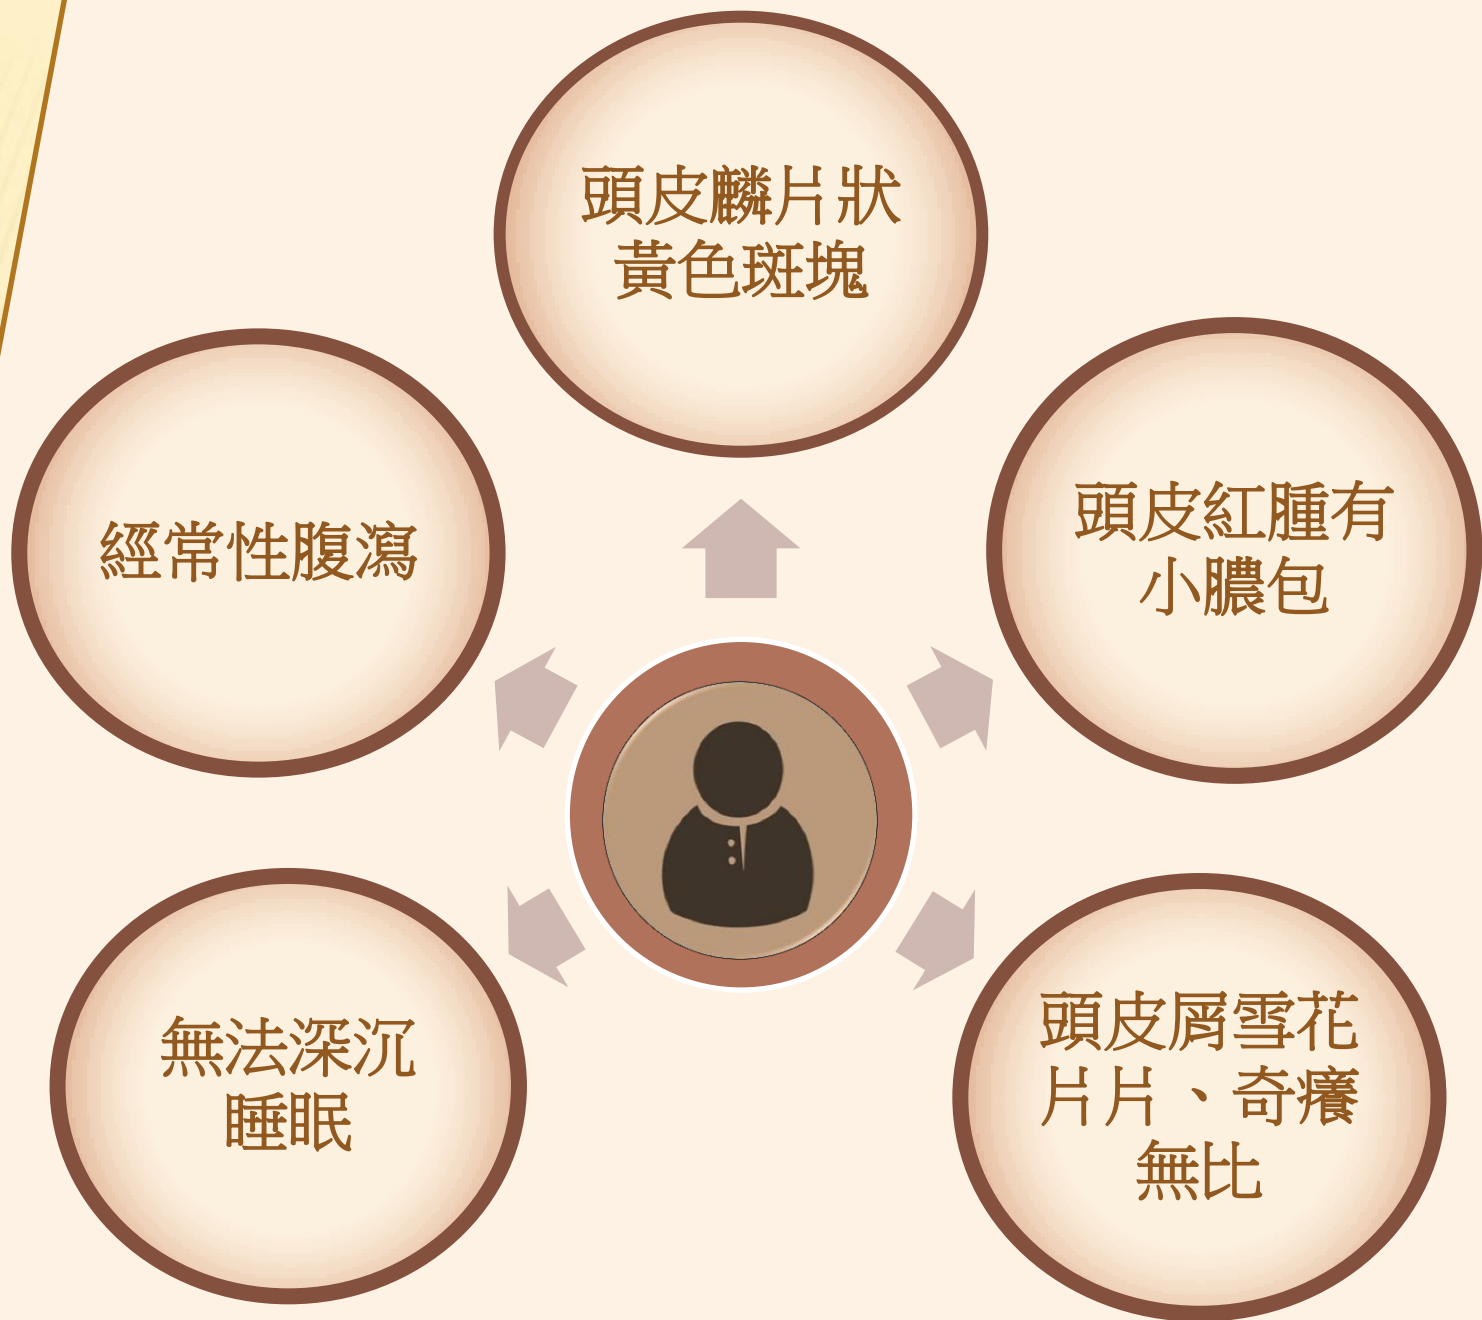 頭皮麟片狀
黃色斑塊
頭皮紅腫有
小膿包
頭皮屑雪花
片片、奇癢
無比
無法深沉
睡眠
經常性腹瀉